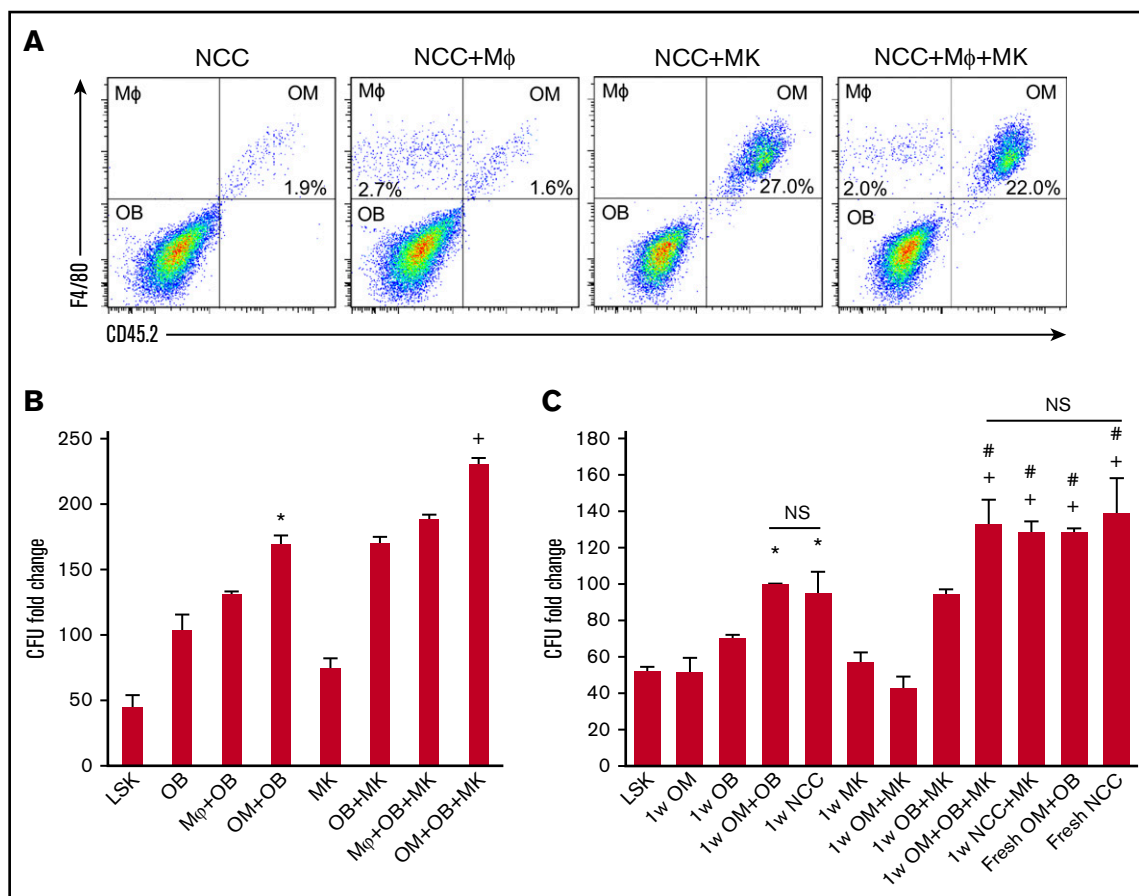 A
NCC
NCC+Mϕ
NCC+MK
NCC+Mϕ+MK
Mϕ
OM
1.9%
OB
Mϕ
OM
2.7%
1.6%
OB
Mϕ
OM
27.0%
OB
Mϕ
OM
2.0%
22.0%
OB
F4/80
CD45.2
B
CFU fold change
250
200
150
100
50
0
*
+
LSK
OB
Mφ+OB
OM+OB
MK
OB+MK
Mφ+OB+MK
OM+OB+MK
C
CFU fold change
180
160
140
120
100
80
60
40
20
0
NS
* *
NS
# + # + # + # +
LSK
1w OM
1w OB
1w OM+OB
1w NCC
1w MK
1w OM+MK
1w OB+MK
1w OM+OB+MK
1w NCC+MK
Fresh OM+OB
Fresh NCC